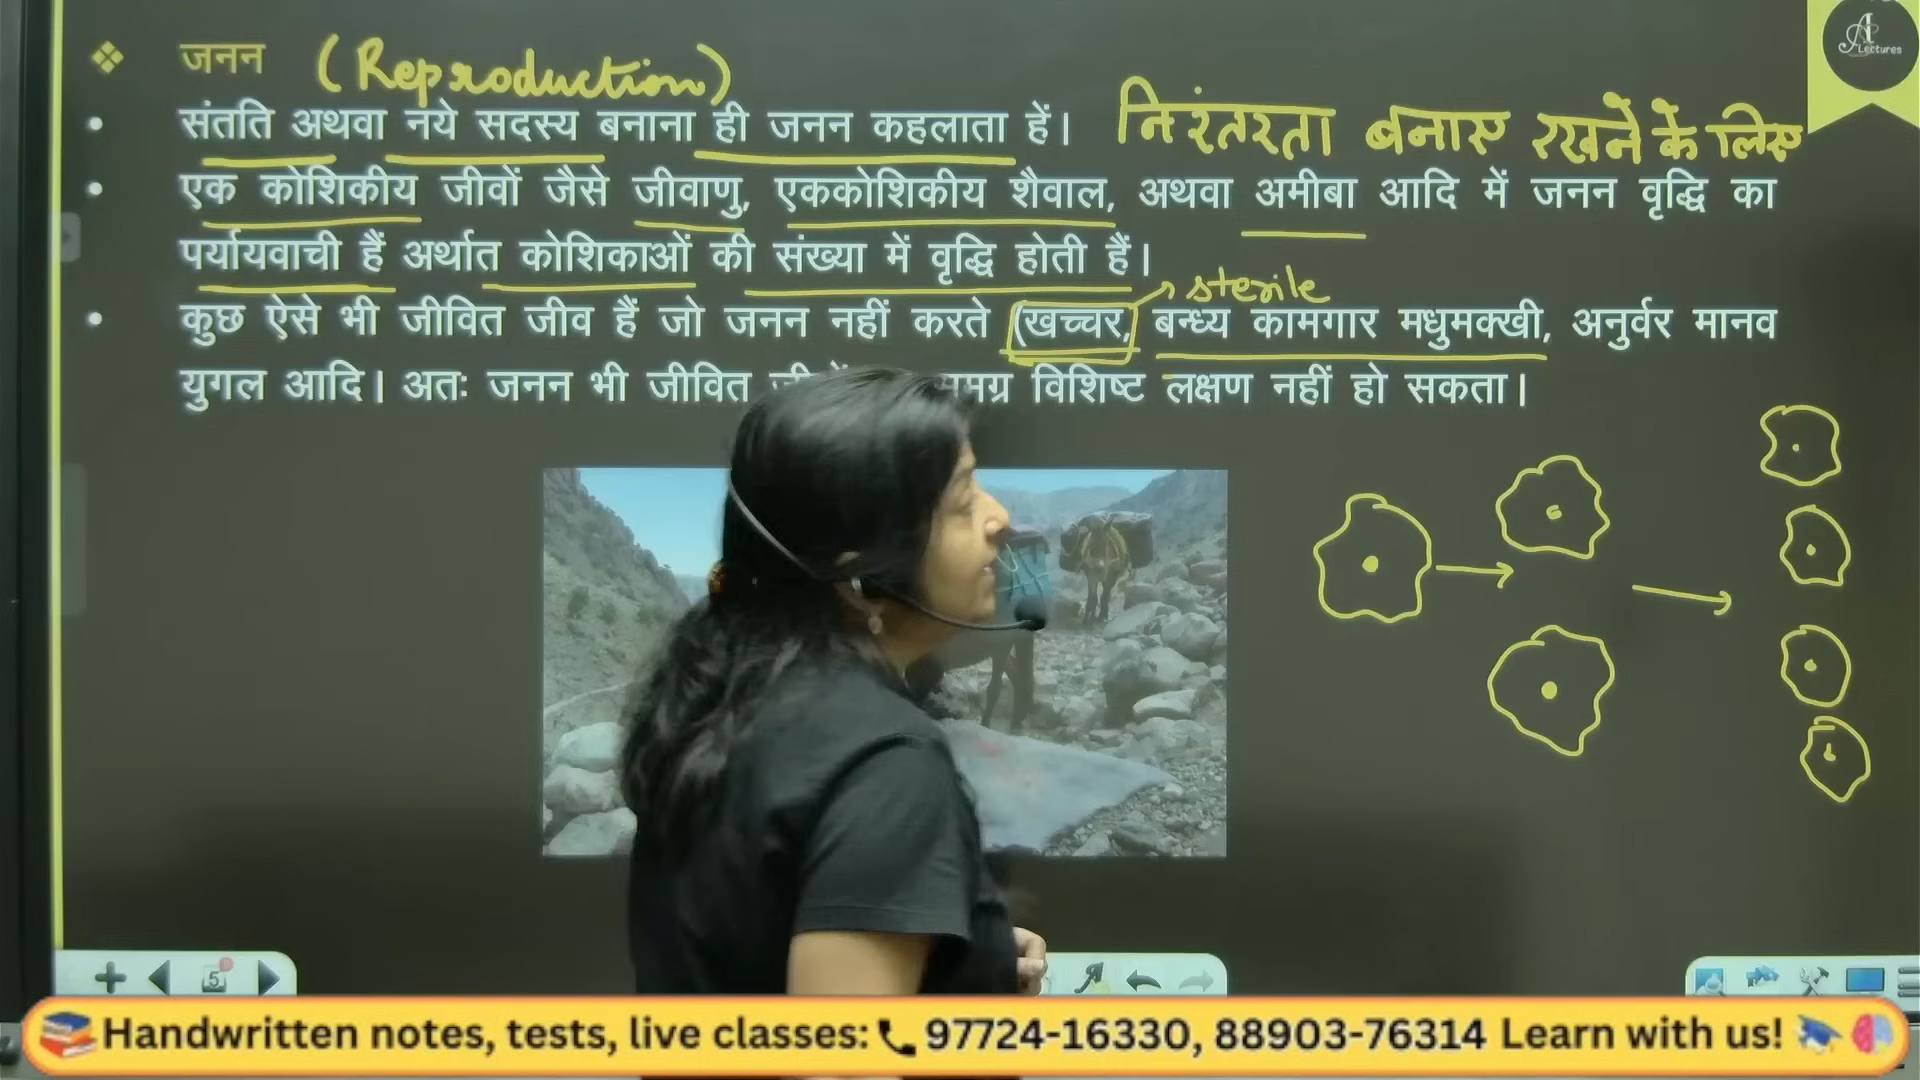 ❖ जनन (Reproduction)
A Lectures
• संतति अथवा नये सदस्य बनाना ही जनन कहलाता हें। निरंतरता बनाए रखने के लिए
• एक कोशिकीय जीवों जैसे जीवाणु, एककोशिकीय शैवाल, अथवा अमीबा आदि में जनन वृद्धि का
पर्यायवाची हैं अर्थात कोशिकाओं की संख्या में वृद्धि होती हैं।
sterile
• कुछ ऐसे भी जीवित जीव हैं जो जनन नहीं करते (खच्चर, बन्ध्य कामगार मधुमक्खी, अनुर्वर मानव
युगल आदि। अतः जनन भी जीवित समग्र विशिष्ट लक्षण नहीं हो सकता।
5
Handwritten notes, tests, live classes: 97724-16330, 88903-76314 Learn with us!